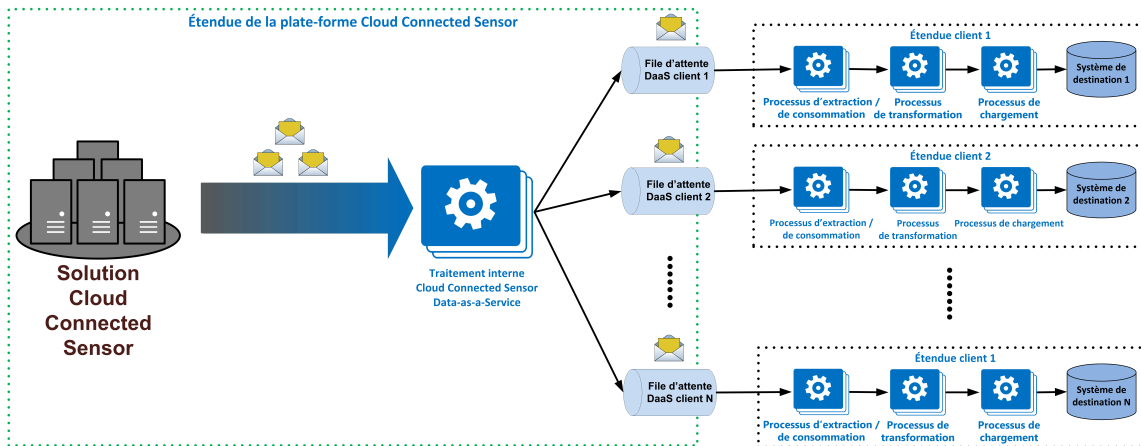 Étendue de la plate-forme Cloud Connected Sensor
Solution
Cloud
Connected
Sensor
Traitement interne
Cloud Connected Sensor
Data-as-a-Service
File d'attente
DaaS client 1
File d'attente
DaaS client 2
File d'attente
DaaS client N
Étendue client 1
Processus d'extraction /
de consommation
Processus
de transformation
Processus de
chargement
Système de
destination 1
Étendue client 2
Processus d'extraction /
de consommation
Processus
de transformation
Processus de chargement
Système de
destination 2
Étendue client 1
Processus d'extraction /
de consommation
Processus de
transformation
Processus de
chargement
Système de
destination N